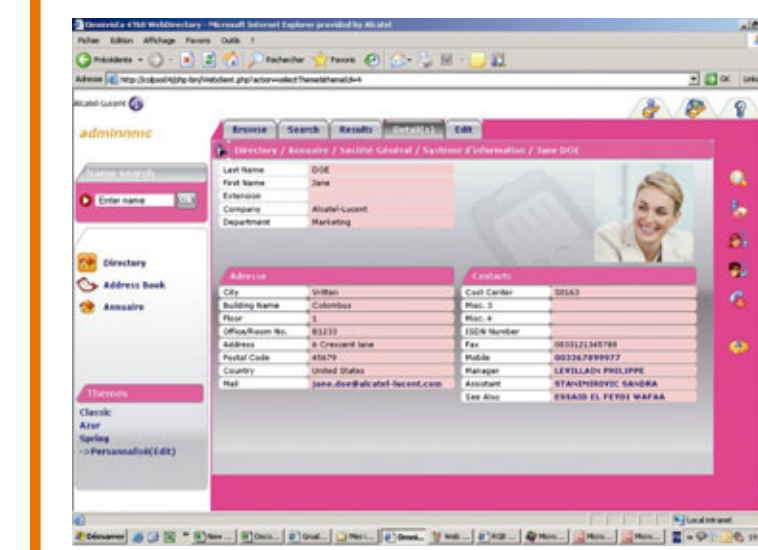 Omnivista 4760 WebDirectory - Microsoft Internet Explorer provided by Alcatel
Fichier Edition Affichage Favoris Outils ?
Précédente Rechercher Favoris
Adresse OK
Alcatel-Lucent
adminnmc
Browse Search Results Detail(s) Edit
Directory / Annuaire / Société Général / Système d'information / Jane DOE
Name search
Enter name
Directory
Address Book
Annuaire
Last Name DOE
First Name Jane
Extension
Company Alcatel-Lucent
Department Marketing
Adresse
City Vritten
Building Name Colombus
Floor 1
Office/Room No. B1233
Address 6 Crescent lane
Postal Code 45679
Country United States
Mail jane.doe@alcatel-lucent.com
Contacts
Cost Center S0163
Misc. 3
Misc. 4
ISDN Number
Fax 0033121345788
Mobile 003367899977
Manager LEVILLAIN PHILIPPE
Assistant STANIMIROVIC SANDRA
See Also ESSAID EL FEYDI WAFAA
Themes
Classic
Azur
Spring
->Personnalisé(Edit)
Local intranet
Démarrer